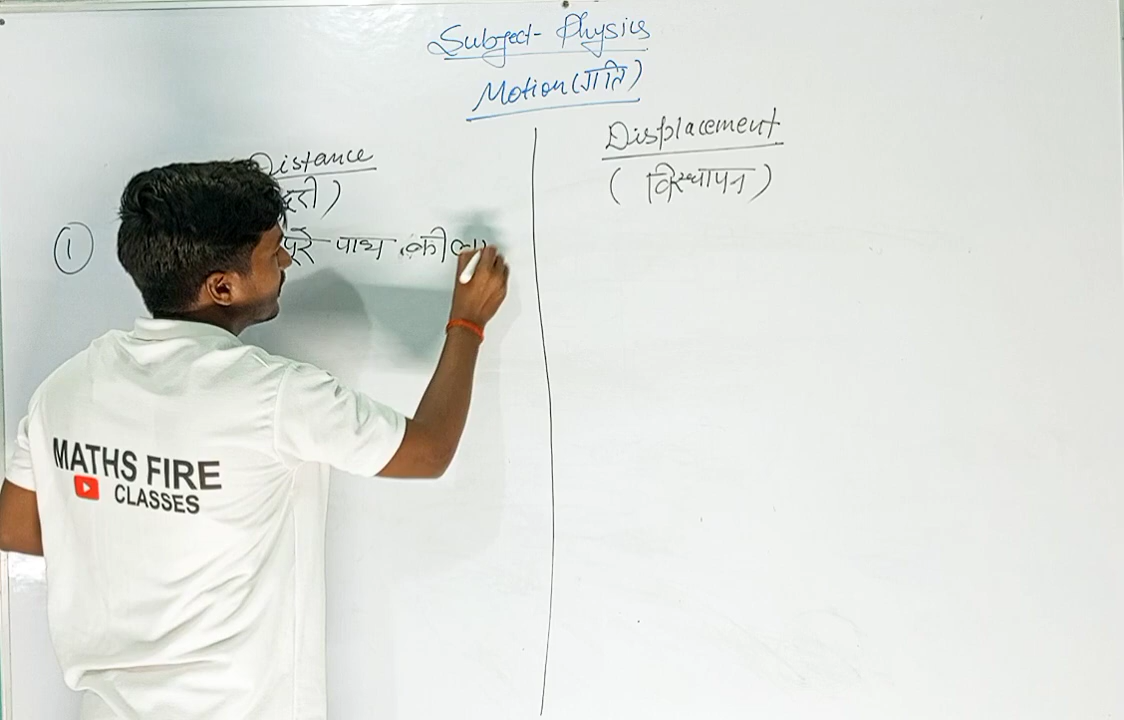 Subject- Physics
Motion (गति)
Distance
दूरी)
① पूरे पाथ की
Displacement
(विस्थापन)
MATHS FIRE
CLASSES